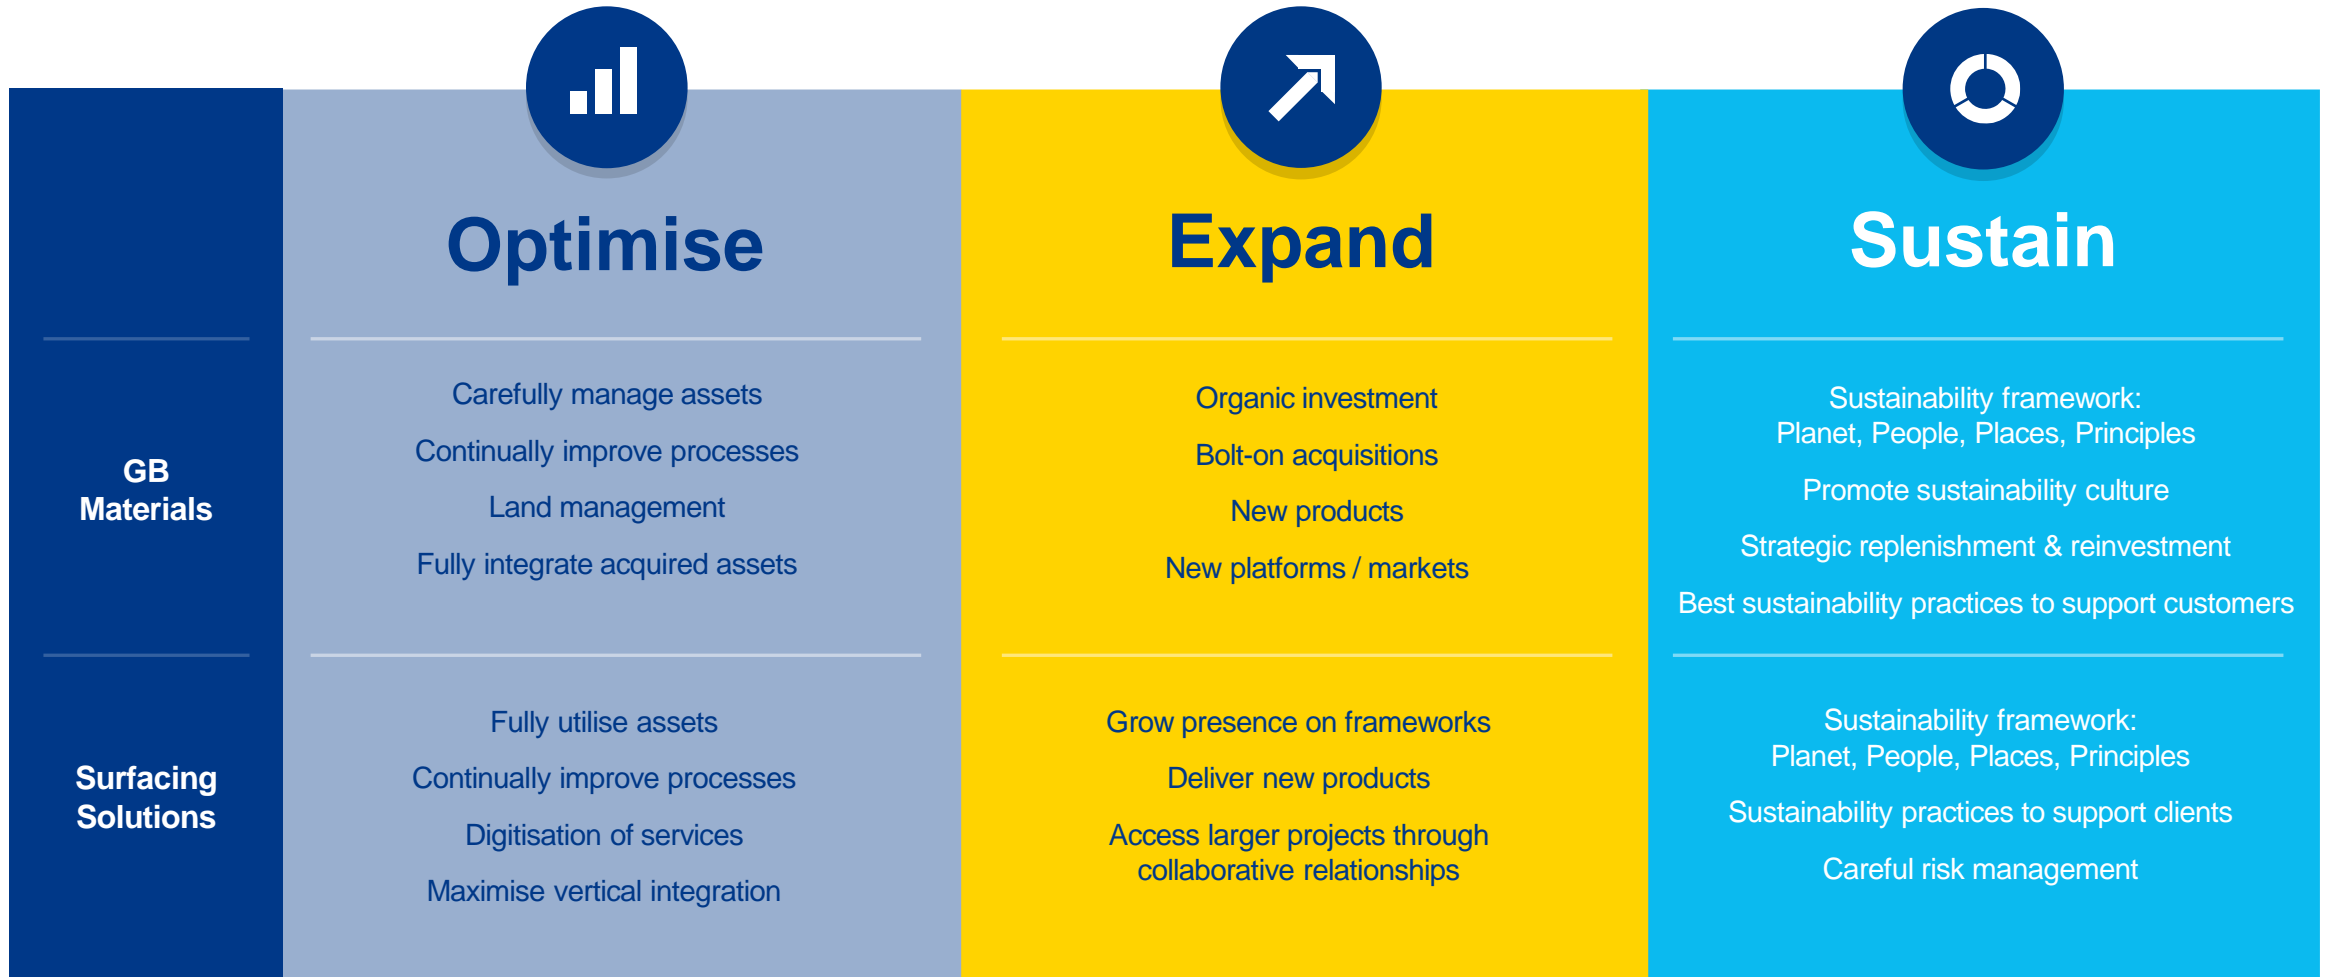 Optimise
Expand
Sustain
GB
Materials
Carefully manage assets
Continually improve processes
Land management
Fully integrate acquired assets
Organic investment
Bolt-on acquisitions
New products
New platforms / markets
Sustainability framework:
Planet, People, Places, Principles
Promote sustainability culture
Strategic replenishment & reinvestment
Best sustainability practices to support customers
Surfacing
Solutions
Fully utilise assets
Continually improve processes
Digitisation of services
Maximise vertical integration
Grow presence on frameworks
Deliver new products
Access larger projects through
collaborative relationships
Sustainability framework:
Planet, People, Places, Principles
Sustainability practices to support clients
Careful risk management